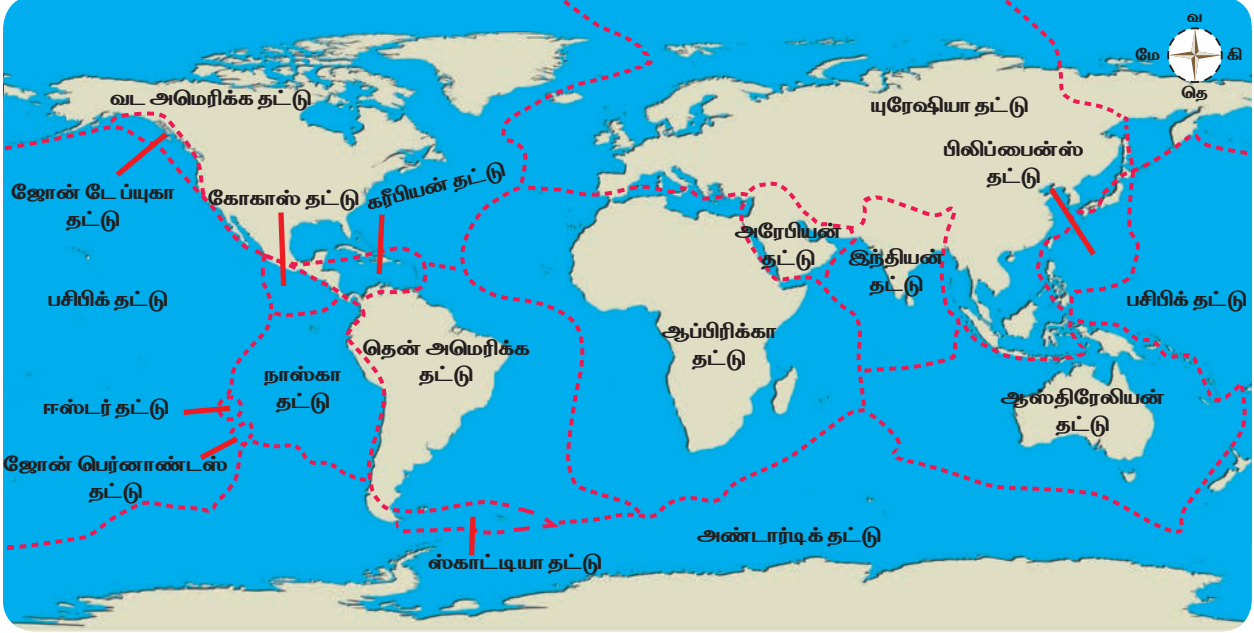 வ
மே
கி
தெ
வட அமெரிக்க தட்டு
யுரேஷியா தட்டு
பிலிப்பைன்ஸ்
தட்டு
ஜோன் டே ப்யுகா
தட்டு
கோகாஸ் தட்டு
கரீபியன் தட்டு
அரேபியன்
தட்டு
இந்தியன்
தட்டு
பசிபிக் தட்டு
பசிபிக் தட்டு
ஆப்பிரிக்கா
தட்டு
தென் அமெரிக்க
தட்டு
நாஸ்கா
தட்டு
ஈஸ்டர் தட்டு
ஆஸ்திரேலியன்
தட்டு
ஜோன் பெர்னாண்டஸ்
தட்டு
அண்டார்டிக் தட்டு
ஸ்காட்டியா தட்டு